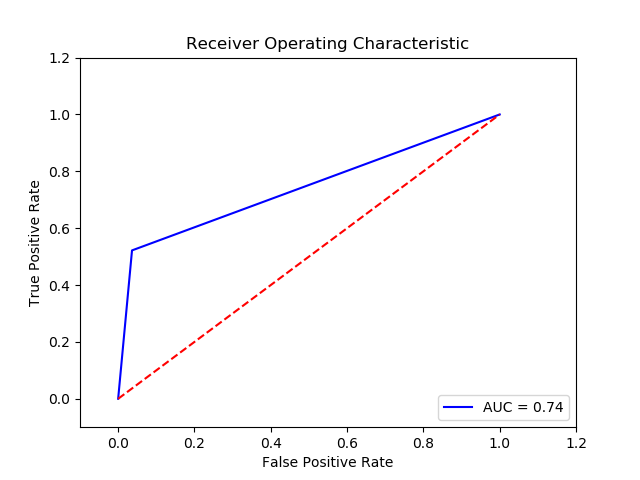 Receiver Operating Characteristic
1.2
1.0
0.8
0.6
0.4
0.2
0.0
True Positive Rate
AUC = 0.74
0.0 0.2 0.4 0.6 0.8 1.0 1.2
False Positive Rate